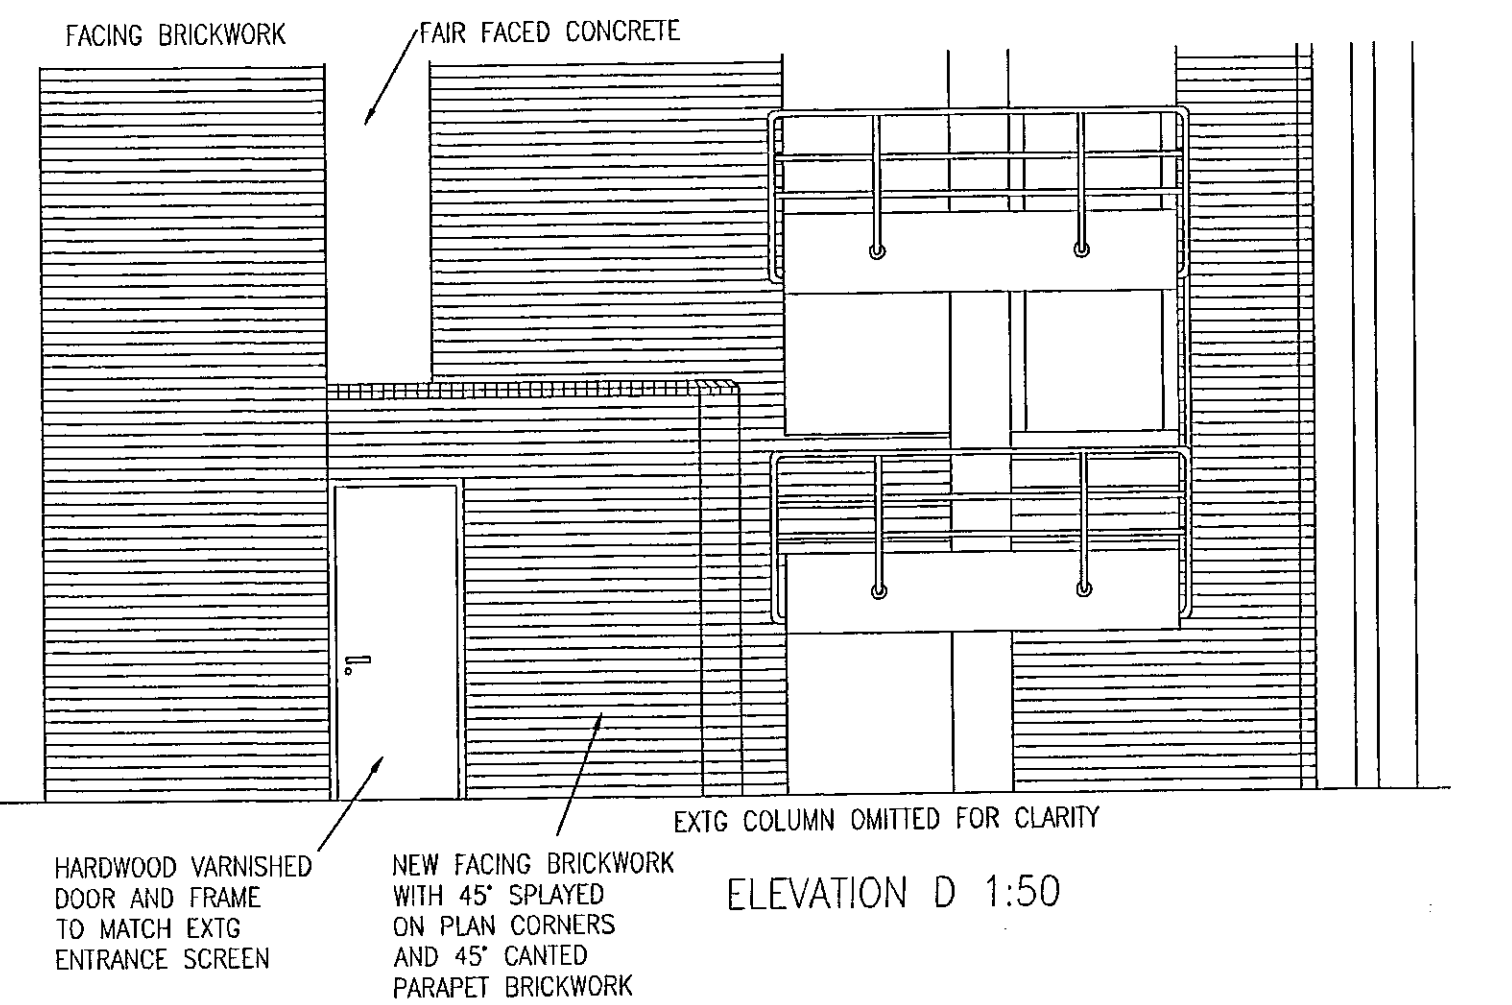 FACING BRICKWORK
FAIR FACED CONCRETE
EXTG COLUMN OMITTED FOR CLARITY
HARDWOOD VARNISHED
DOOR AND FRAME
TO MATCH EXTG
ENTRANCE SCREEN
NEW FACING BRICKWORK
WITH 45° SPLAYED
ON PLAN CORNERS
AND 45° CANTED
PARAPET BRICKWORK
ELEVATION D 1:50